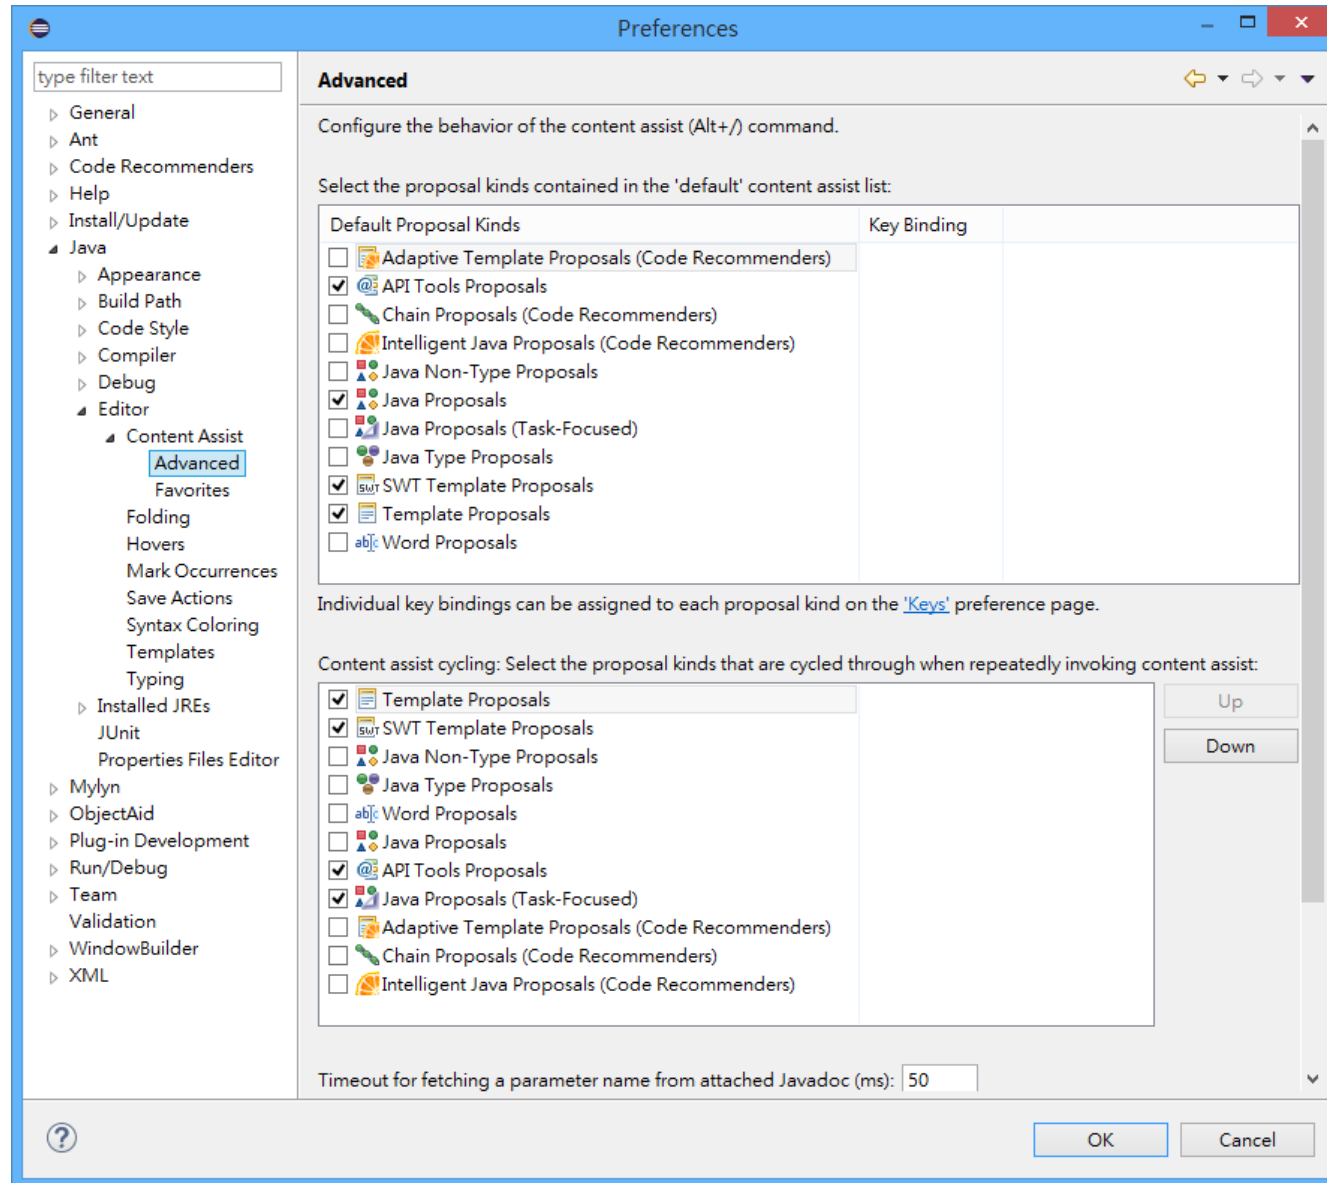 Preferences
type filter text
General
Ant
Code Recommenders
Help
Install/Update
Java
Appearance
Build Path
Code Style
Compiler
Debug
Editor
Content Assist
Advanced
Favorites
Folding
Hovers
Mark Occurrences
Save Actions
Syntax Coloring
Templates
Typing
Installed JREs
JUnit
Properties Files Editor
Mylyn
ObjectAid
Plug-in Development
Run/Debug
Team
Validation
WindowBuilder
XML
Advanced
Configure the behavior of the content assist (Alt+/) command.
Select the proposal kinds contained in the 'default' content assist list:
Default Proposal Kinds Key Binding
Adaptive Template Proposals (Code Recommenders)
API Tools Proposals
Chain Proposals (Code Recommenders)
Intelligent Java Proposals (Code Recommenders)
Java Non-Type Proposals
Java Proposals
Java Proposals (Task-Focused)
Java Type Proposals
SWT SWT Template Proposals
Template Proposals
Word Proposals
Individual key bindings can be assigned to each proposal kind on the 'Keys' preference page.
Content assist cycling: Select the proposal kinds that are cycled through when repeatedly invoking content assist:
Template Proposals
SWT SWT Template Proposals
Java Non-Type Proposals
Java Type Proposals
Word Proposals
Java Proposals
API Tools Proposals
Java Proposals (Task-Focused)
Adaptive Template Proposals (Code Recommenders)
Chain Proposals (Code Recommenders)
Intelligent Java Proposals (Code Recommenders)
Up
Down
Timeout for fetching a parameter name from attached Javadoc (ms): 50
OK Cancel